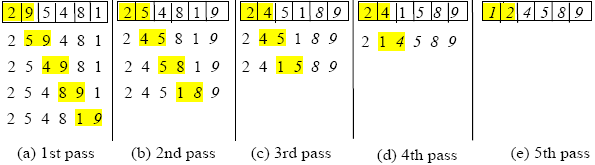 2 9 5 4 8 1
2 5 9 4 8 1
2 5 4 9 8 1
2 5 4 8 9 1
2 5 4 8 1 9
(a) 1st pass
2 5 4 8 1 9
2 4 5 8 1 9
2 4 5 8 1 9
2 4 5 1 8 9
(b) 2nd pass
2 4 5 1 8 9
2 4 5 1 8 9
2 4 1 5 8 9
(c) 3rd pass
2 4 1 5 8 9
2 1 4 5 8 9
(d) 4th pass
1 2 4 5 8 9
(e) 5th pass